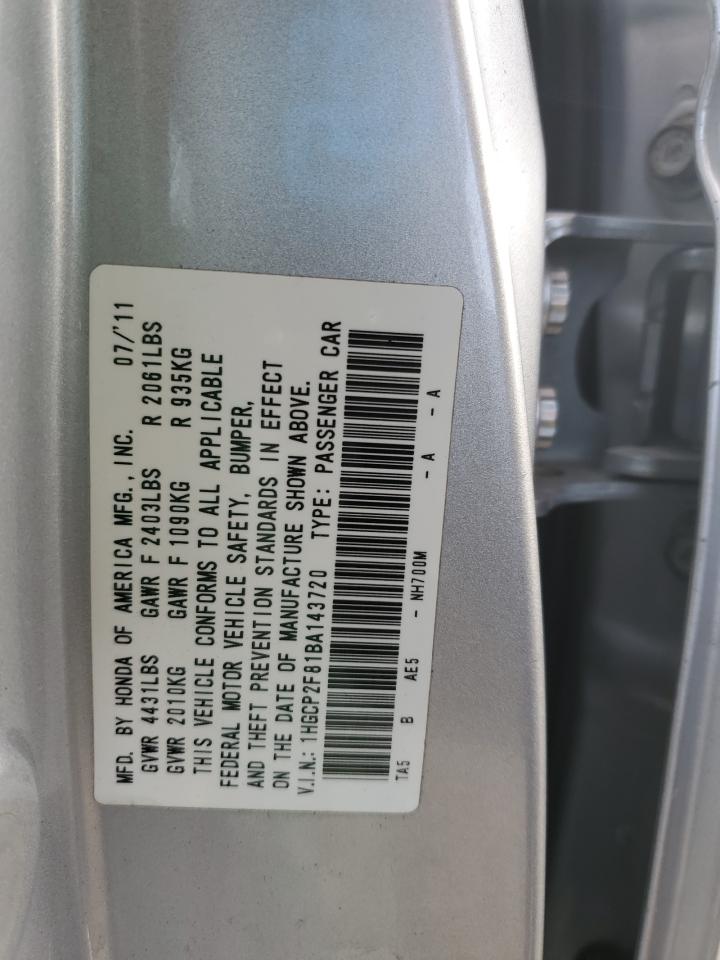 MFD. BY HONDA OF AMERICA MFG., INC. 07/'11
GVWR 4431LBS GAWR F 2403LBS R 2061LBS
GVWR 2010KG GAWR F 1090KG R 935KG
THIS VEHICLE CONFORMS TO ALL APPLICABLE
FEDERAL MOTOR VEHICLE SAFETY, BUMPER,
AND THEFT PREVENTION STANDARDS IN EFFECT
ON THE DATE OF MANUFACTURE SHOWN ABOVE.
V.I.N.: 1HGCP2F81BA143720 TYPE: PASSENGER CAR
TA5 B AE5 - NH700M - A - A